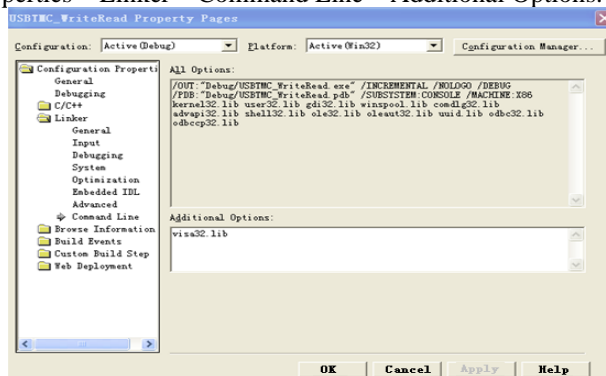 perties---Linker---Command Line---Additional Options:
USBTMC_WriteRead Property Pages
Configuration: Active(Debug) Platform: Active(Win32) Configuration Manager...
Configuration Properti
General
Debugging
C/C++
Linker
General
Input
Debugging
System
Optimization
Embedded IDL
Advanced
Command Line
Browse Information
Build Events
Custom Build Step
Web Deployment
All Options:
/OUT:"Debug/USBTMC_WriteRead.exe" /INCREMENTAL /NOLOGO /DEBUG
/PDB:"Debug/USBTMC_WriteRead.pdb" /SUBSYSTEM:CONSOLE /MACHINE:X86
kernel32.lib user32.lib gdi32.lib winspool.lib comdlg32.lib
advapi32.lib shell32.lib ole32.lib oleaut32.lib uuid.lib odbc32.lib
odbccp32.lib
Additional Options:
visa32.lib
OK Cancel Apply Help